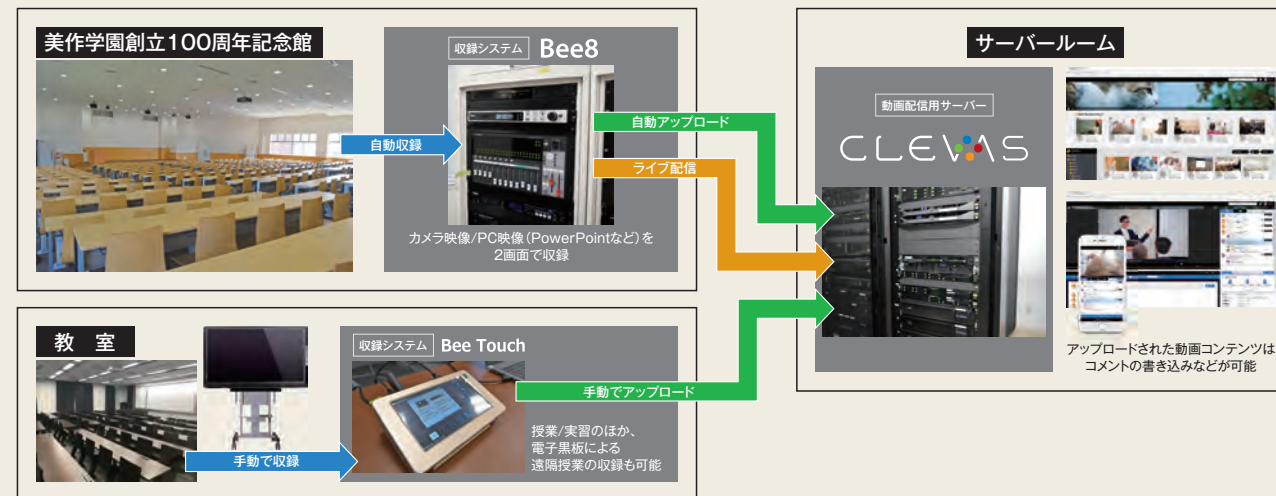 美作学園創立100周年記念館
収録システム Bee8
自動収録
自動アップロード
ライブ配信
カメラ映像/PC映像(PowerPointなど)を
2画面で収録
教 室
収録システム Bee Touch
手動で収録
手動でアップロード
授業/実習のほか、
電子黒板による
遠隔授業の収録も可能
サーバールーム
動画配信用サーバー
CLEVAS
アップロードされた動画コンテンツは
コメントの書き込みなどが可能